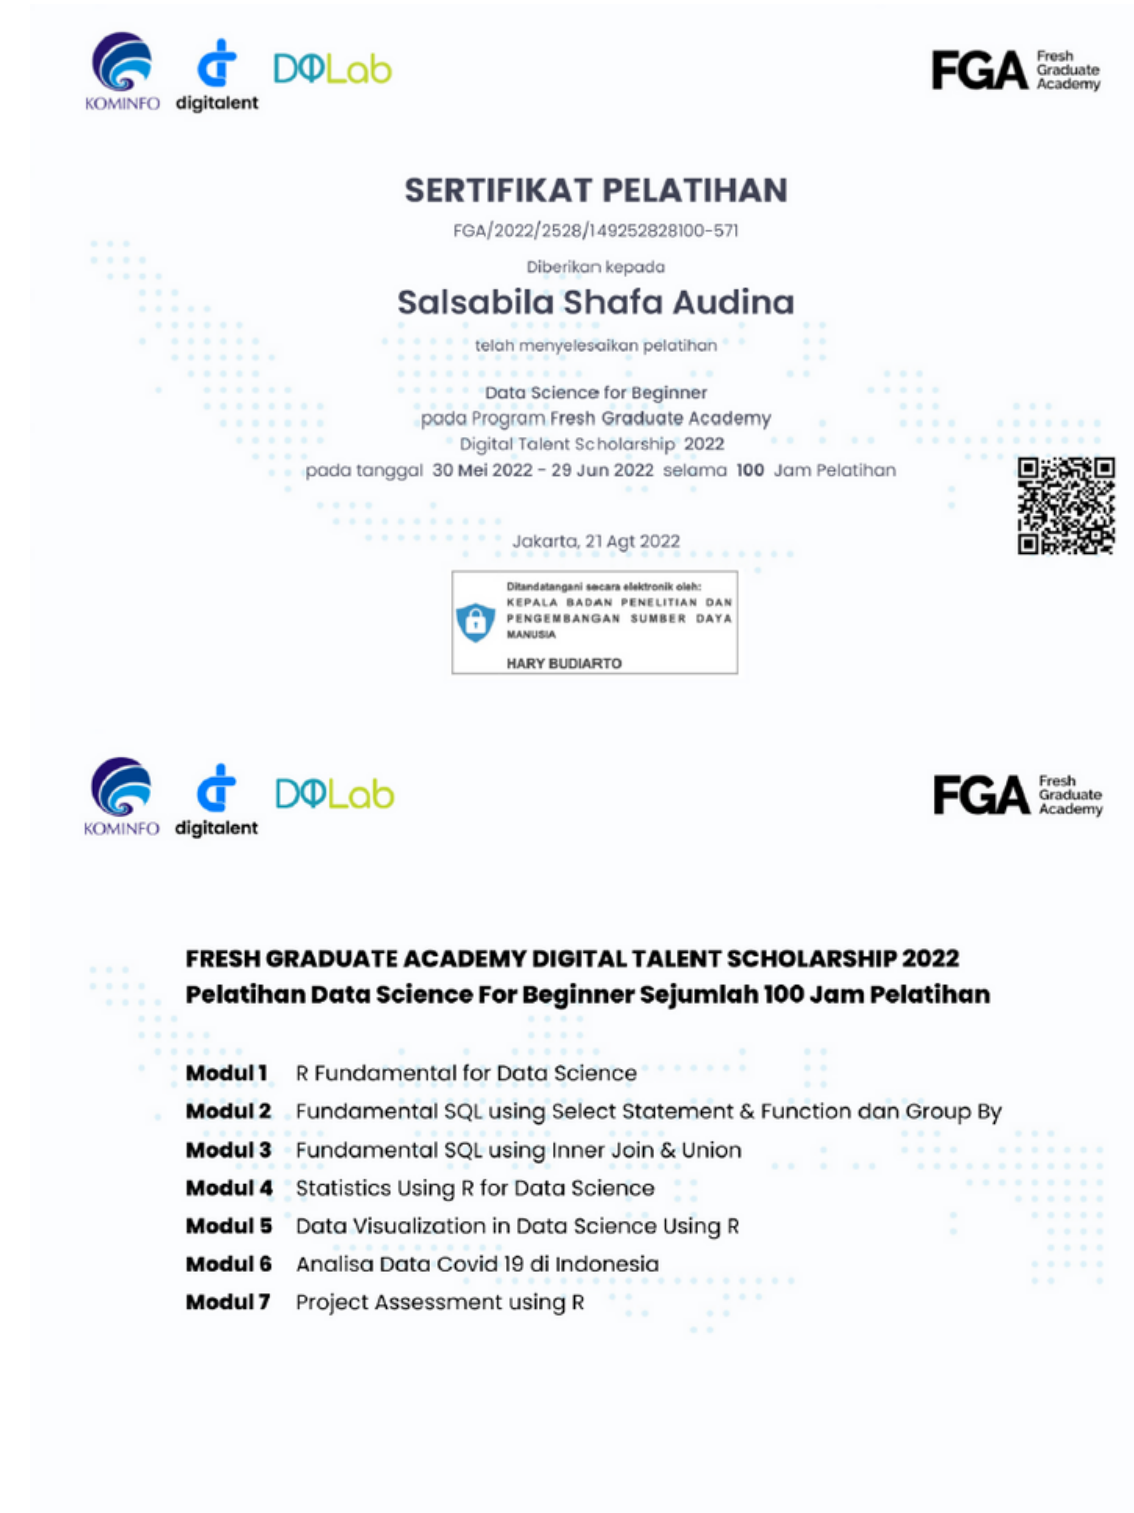 KOMINFO
digitalent
DQLab
FGA Fresh Graduate Academy
SERTIFIKAT PELATIHAN
FGA/2022/2528/149252828100-571
Diberikan kepada
Salsabila Shafa Audina
telah menyelesaikan pelatihan
Data Science for Beginner
pada Program Fresh Graduate Academy
Digital Talent Scholarship 2022
pada tanggal 30 Mei 2022 - 29 Jun 2022 selama 100 Jam Pelatihan
Jakarta, 21 Agt 2022
Ditandatangani secara elektronik oleh:
KEPALA BADAN PENELITIAN DAN
PENGEMBANGAN SUMBER DAYA
MANUSIA
HARY BUDIARTO
KOMINFO
digitalent
DQLab
FGA Fresh Graduate Academy
FRESH GRADUATE ACADEMY DIGITAL TALENT SCHOLARSHIP 2022
Pelatihan Data Science For Beginner Sejumlah 100 Jam Pelatihan
Modul 1 R Fundamental for Data Science
Modul 2 Fundamental SQL using Select Statement & Function dan Group By
Modul 3 Fundamental SQL using Inner Join & Union
Modul 4 Statistics Using R for Data Science
Modul 5 Data Visualization in Data Science Using R
Modul 6 Analisa Data Covid 19 di Indonesia
Modul 7 Project Assessment using R